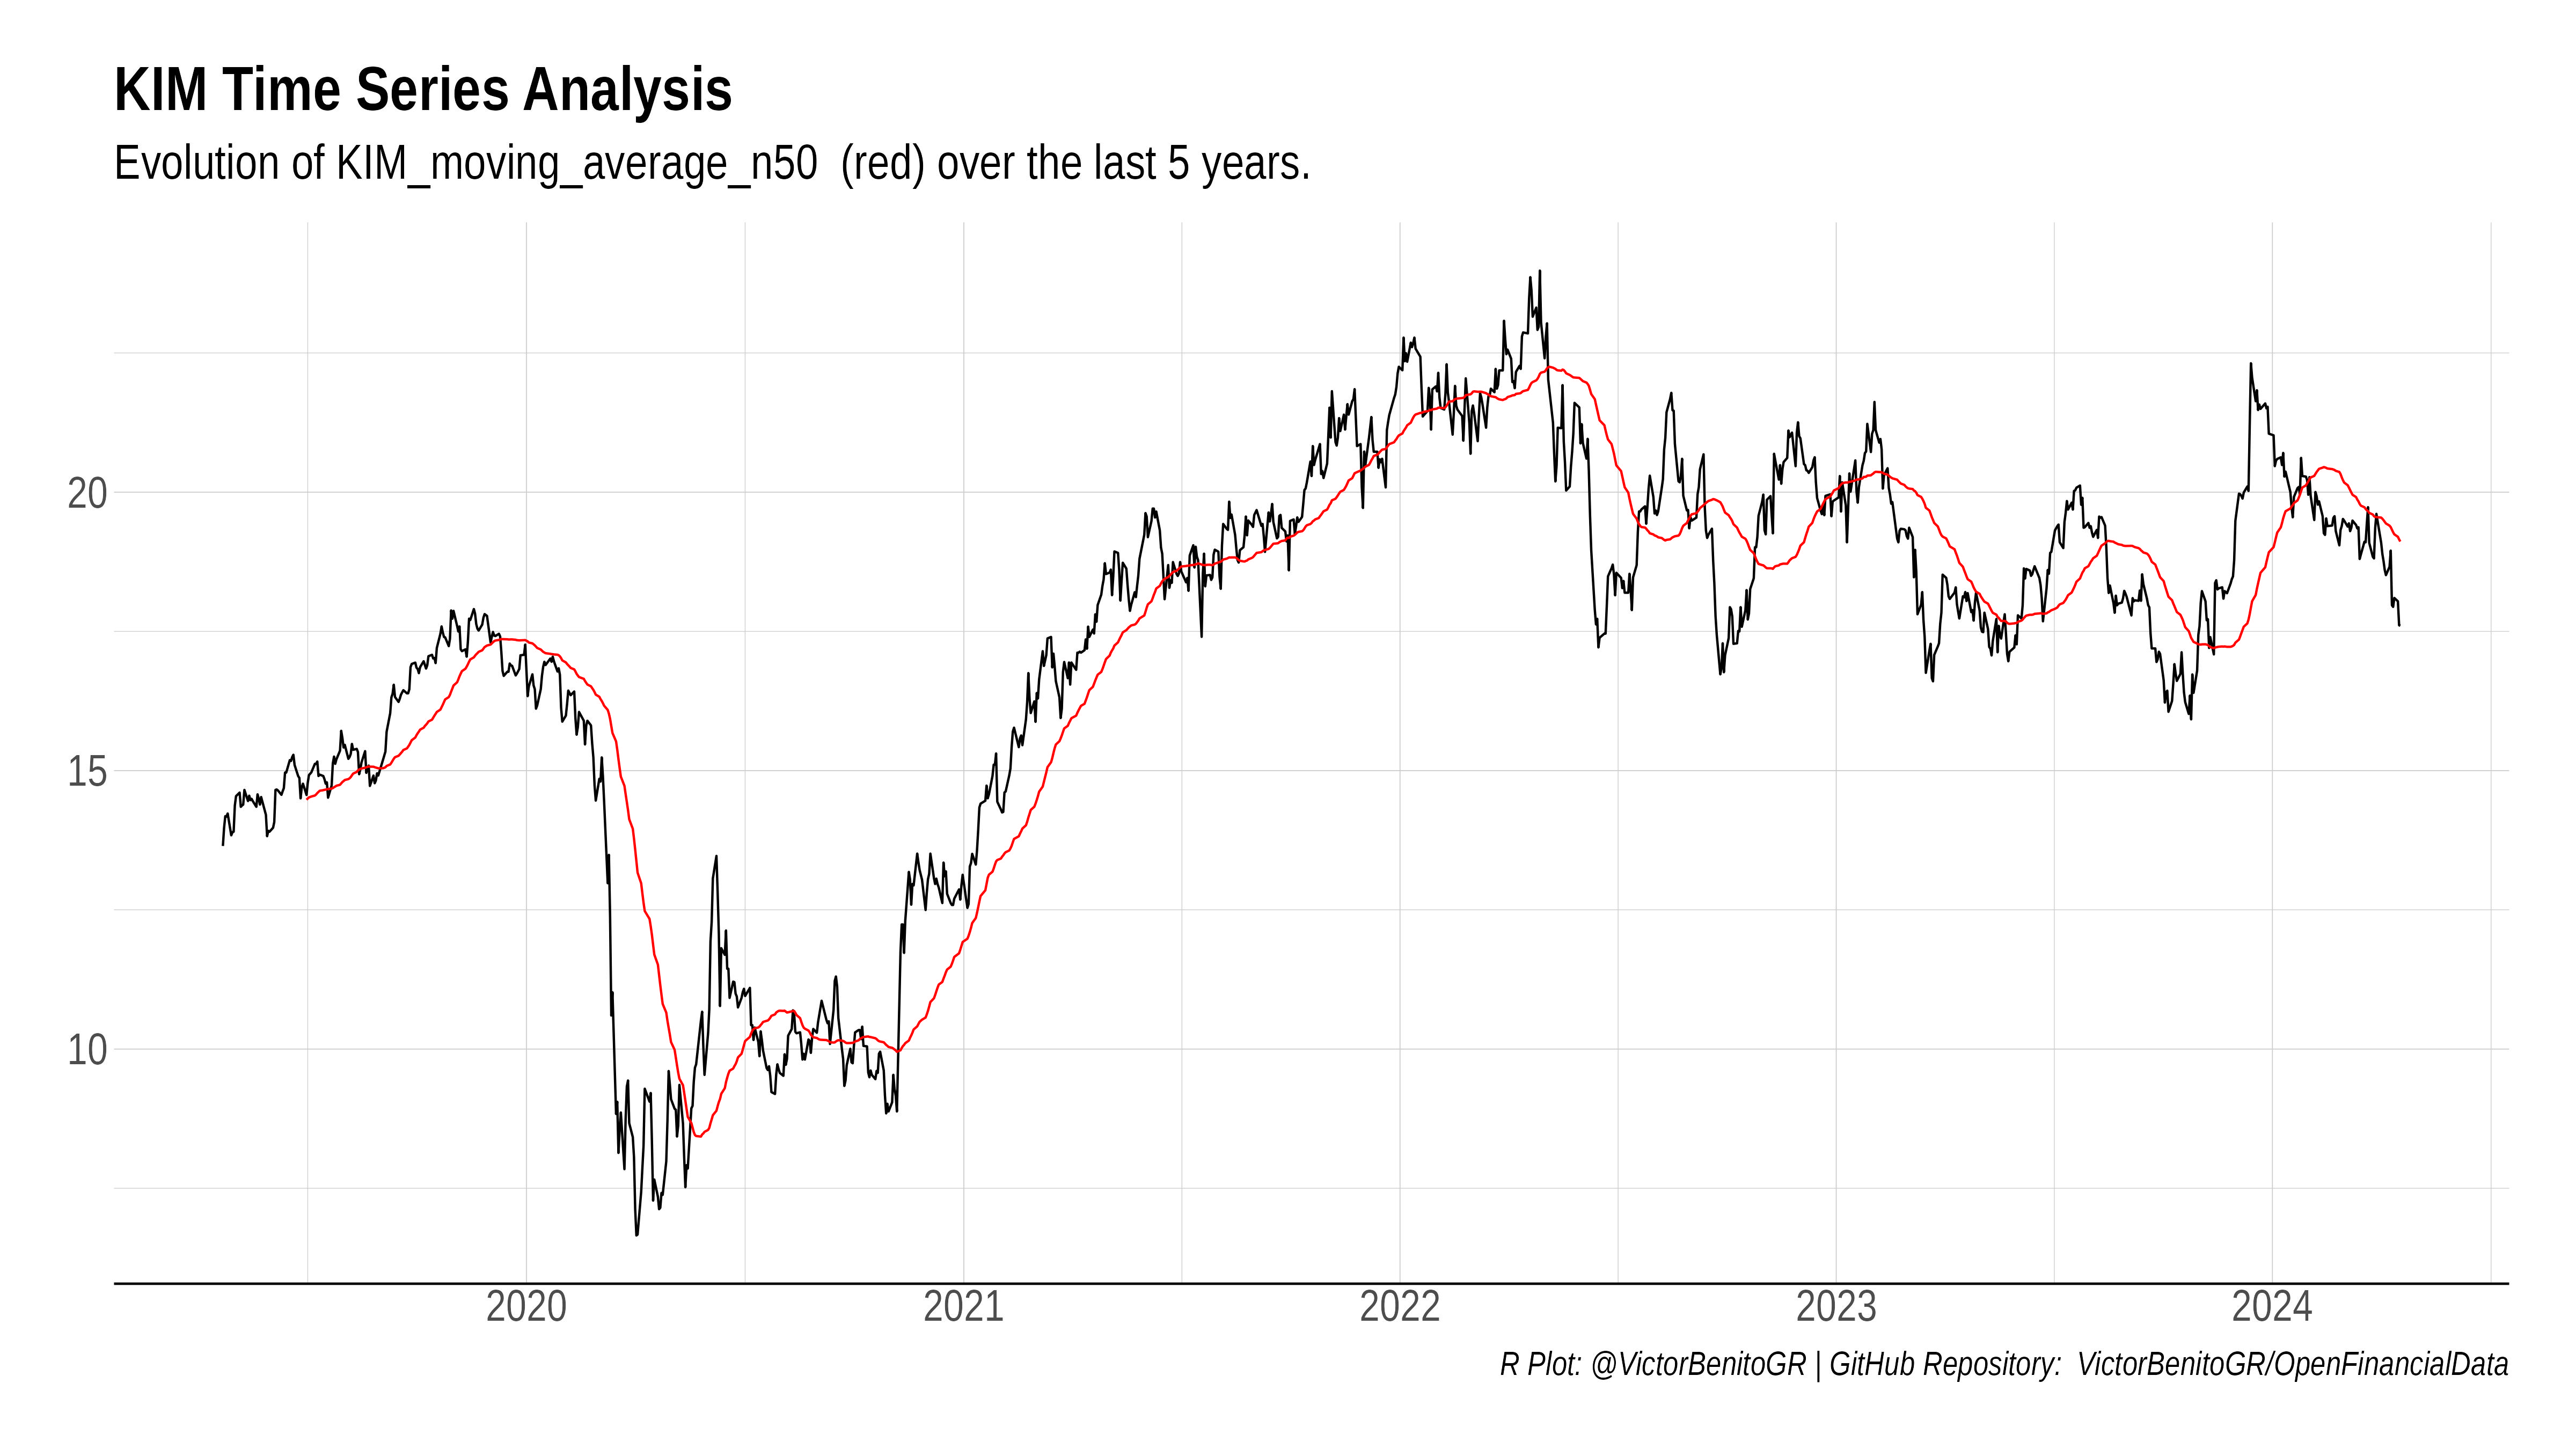 KIM Time Series Analysis
Evolution of KIM_moving_average_n50  (red) over the last 5 years.
20
15
10
2020 2021 2022 2023 2024
R Plot: @VictorBenitoGR | GitHub Repository:  VictorBenitoGR/OpenFinancialData